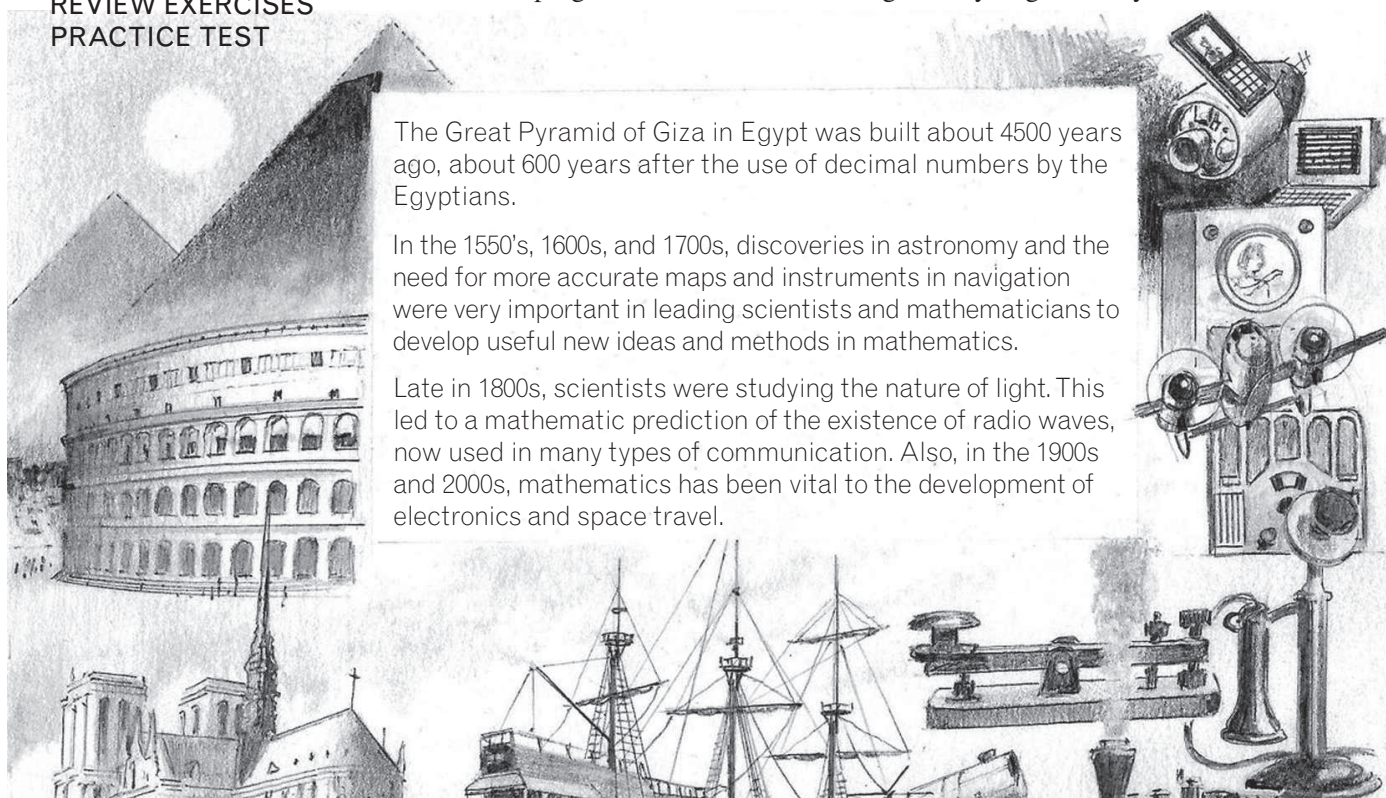 REVIEW EXERCISES
PRACTICE TEST
The Great Pyramid of Giza in Egypt was built about 4500 years
ago, about 600 years after the use of decimal numbers by the
Egyptians.
In the 1550's, 1600s, and 1700s, discoveries in astronomy and the
need for more accurate maps and instruments in navigation
were very important in leading scientists and mathematicians to
develop useful new ideas and methods in mathematics.
Late in 1800s, scientists were studying the nature of light. This
led to a mathematic prediction of the existence of radio waves,
now used in many types of communication. Also, in the 1900s
and 2000s, mathematics has been vital to the development of
electronics and space travel.